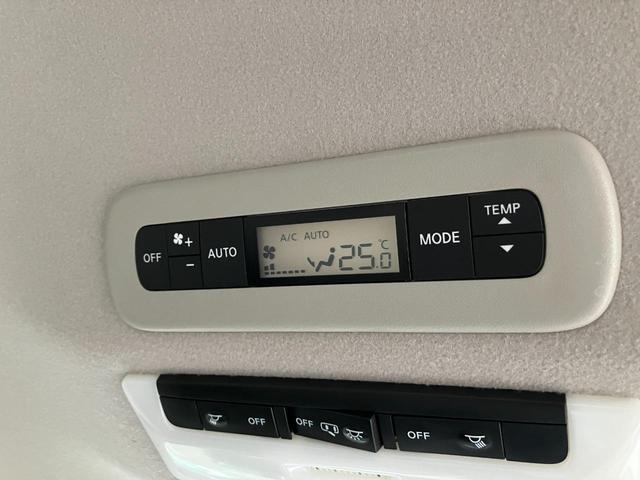 OFF + - AUTO
A/C AUTO
25.0 °C
MODE
TEMP
OFF OFF OFF